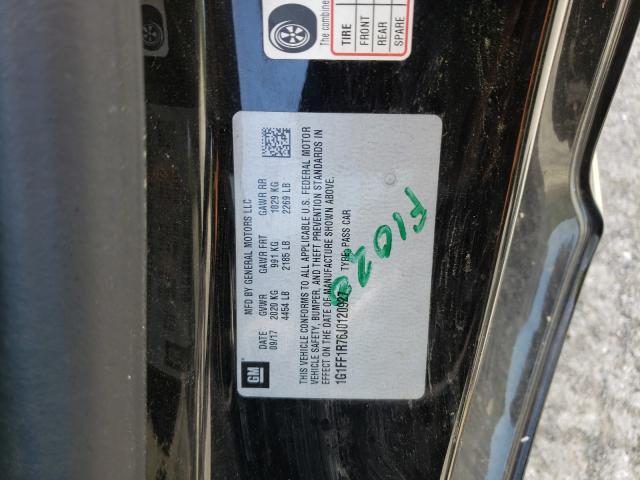 The combine
TIRE
FRONT
REAR
SPARE
GM
MFD BY GENERAL MOTORS LLC
DATE GVWR GAWR FRT GAWR RR
09/17 2020 KG 991 KG 1029 KG
4454 LB 2185 LB 2269 LB
THIS VEHICLE CONFORMS TO ALL APPLICABLE U.S. FEDERAL MOTOR
VEHICLE SAFETY, BUMPER, AND THEFT PREVENTION STANDARDS IN
EFFECT ON THE DATE OF MANUFACTURE SHOWN ABOVE.
TYPE: PASS CAR